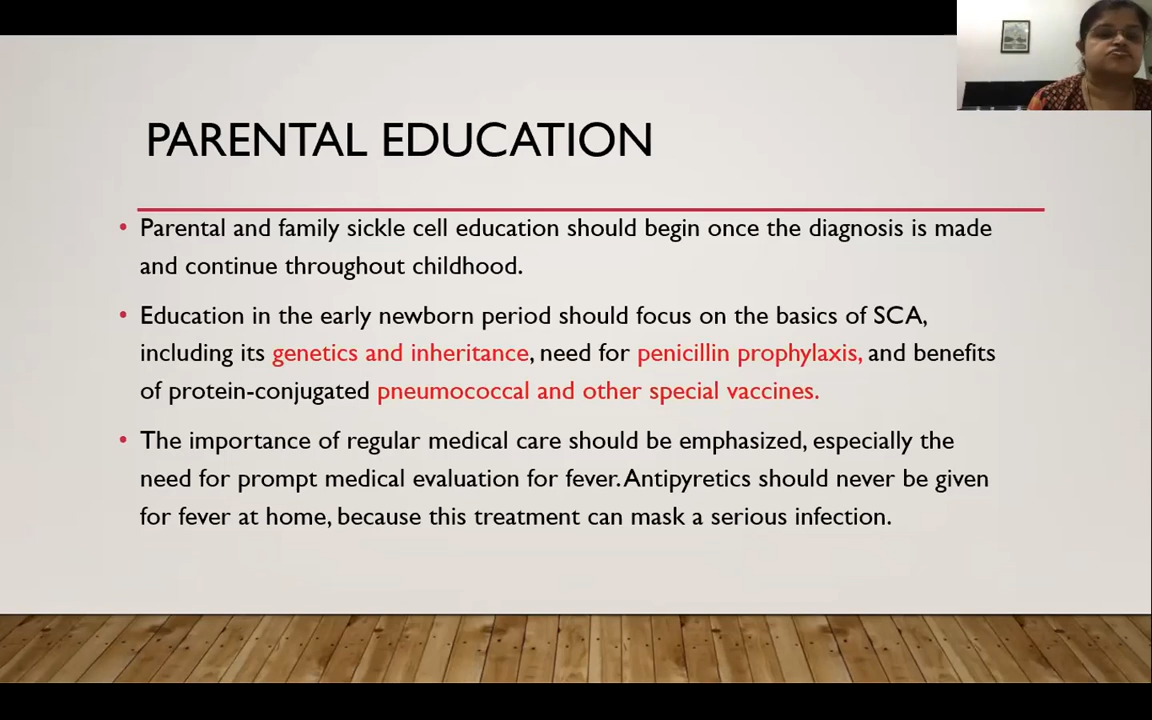 PARENTAL EDUCATION
• Parental and family sickle cell education should begin once the diagnosis is made
and continue throughout childhood.
• Education in the early newborn period should focus on the basics of SCA,
including its genetics and inheritance, need for penicillin prophylaxis, and benefits
of protein-conjugated pneumococcal and other special vaccines.
• The importance of regular medical care should be emphasized, especially the
need for prompt medical evaluation for fever. Antipyretics should never be given
for fever at home, because this treatment can mask a serious infection.